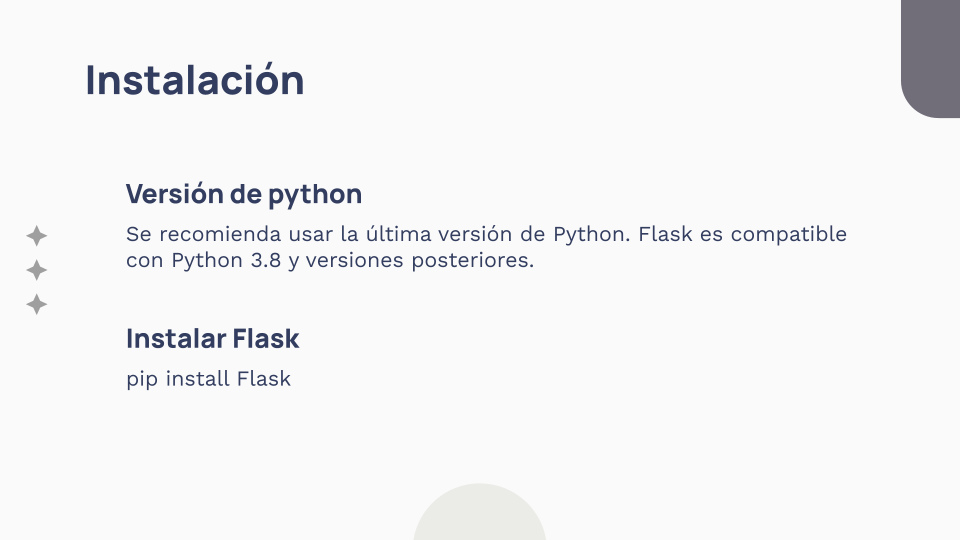 Instalación
Versión de python
Se recomienda usar la última versión de Python. Flask es compatible
con Python 3.8 y versiones posteriores.
Instalar Flask
pip install Flask